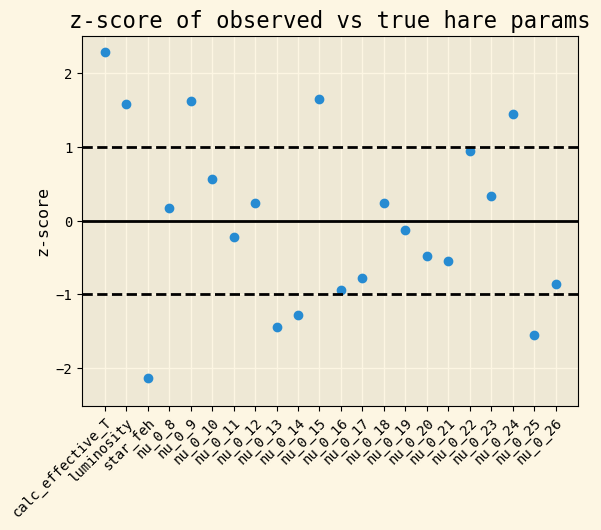 z-score of observed vs true hare params
z-score
2
1
0
−1
−2
calc_effective_T
luminosity
star_feh
nu_0_8
nu_0_9
nu_0_10
nu_0_11
nu_0_12
nu_0_13
nu_0_14
nu_0_15
nu_0_16
nu_0_17
nu_0_18
nu_0_19
nu_0_20
nu_0_21
nu_0_22
nu_0_23
nu_0_24
nu_0_25
nu_0_26